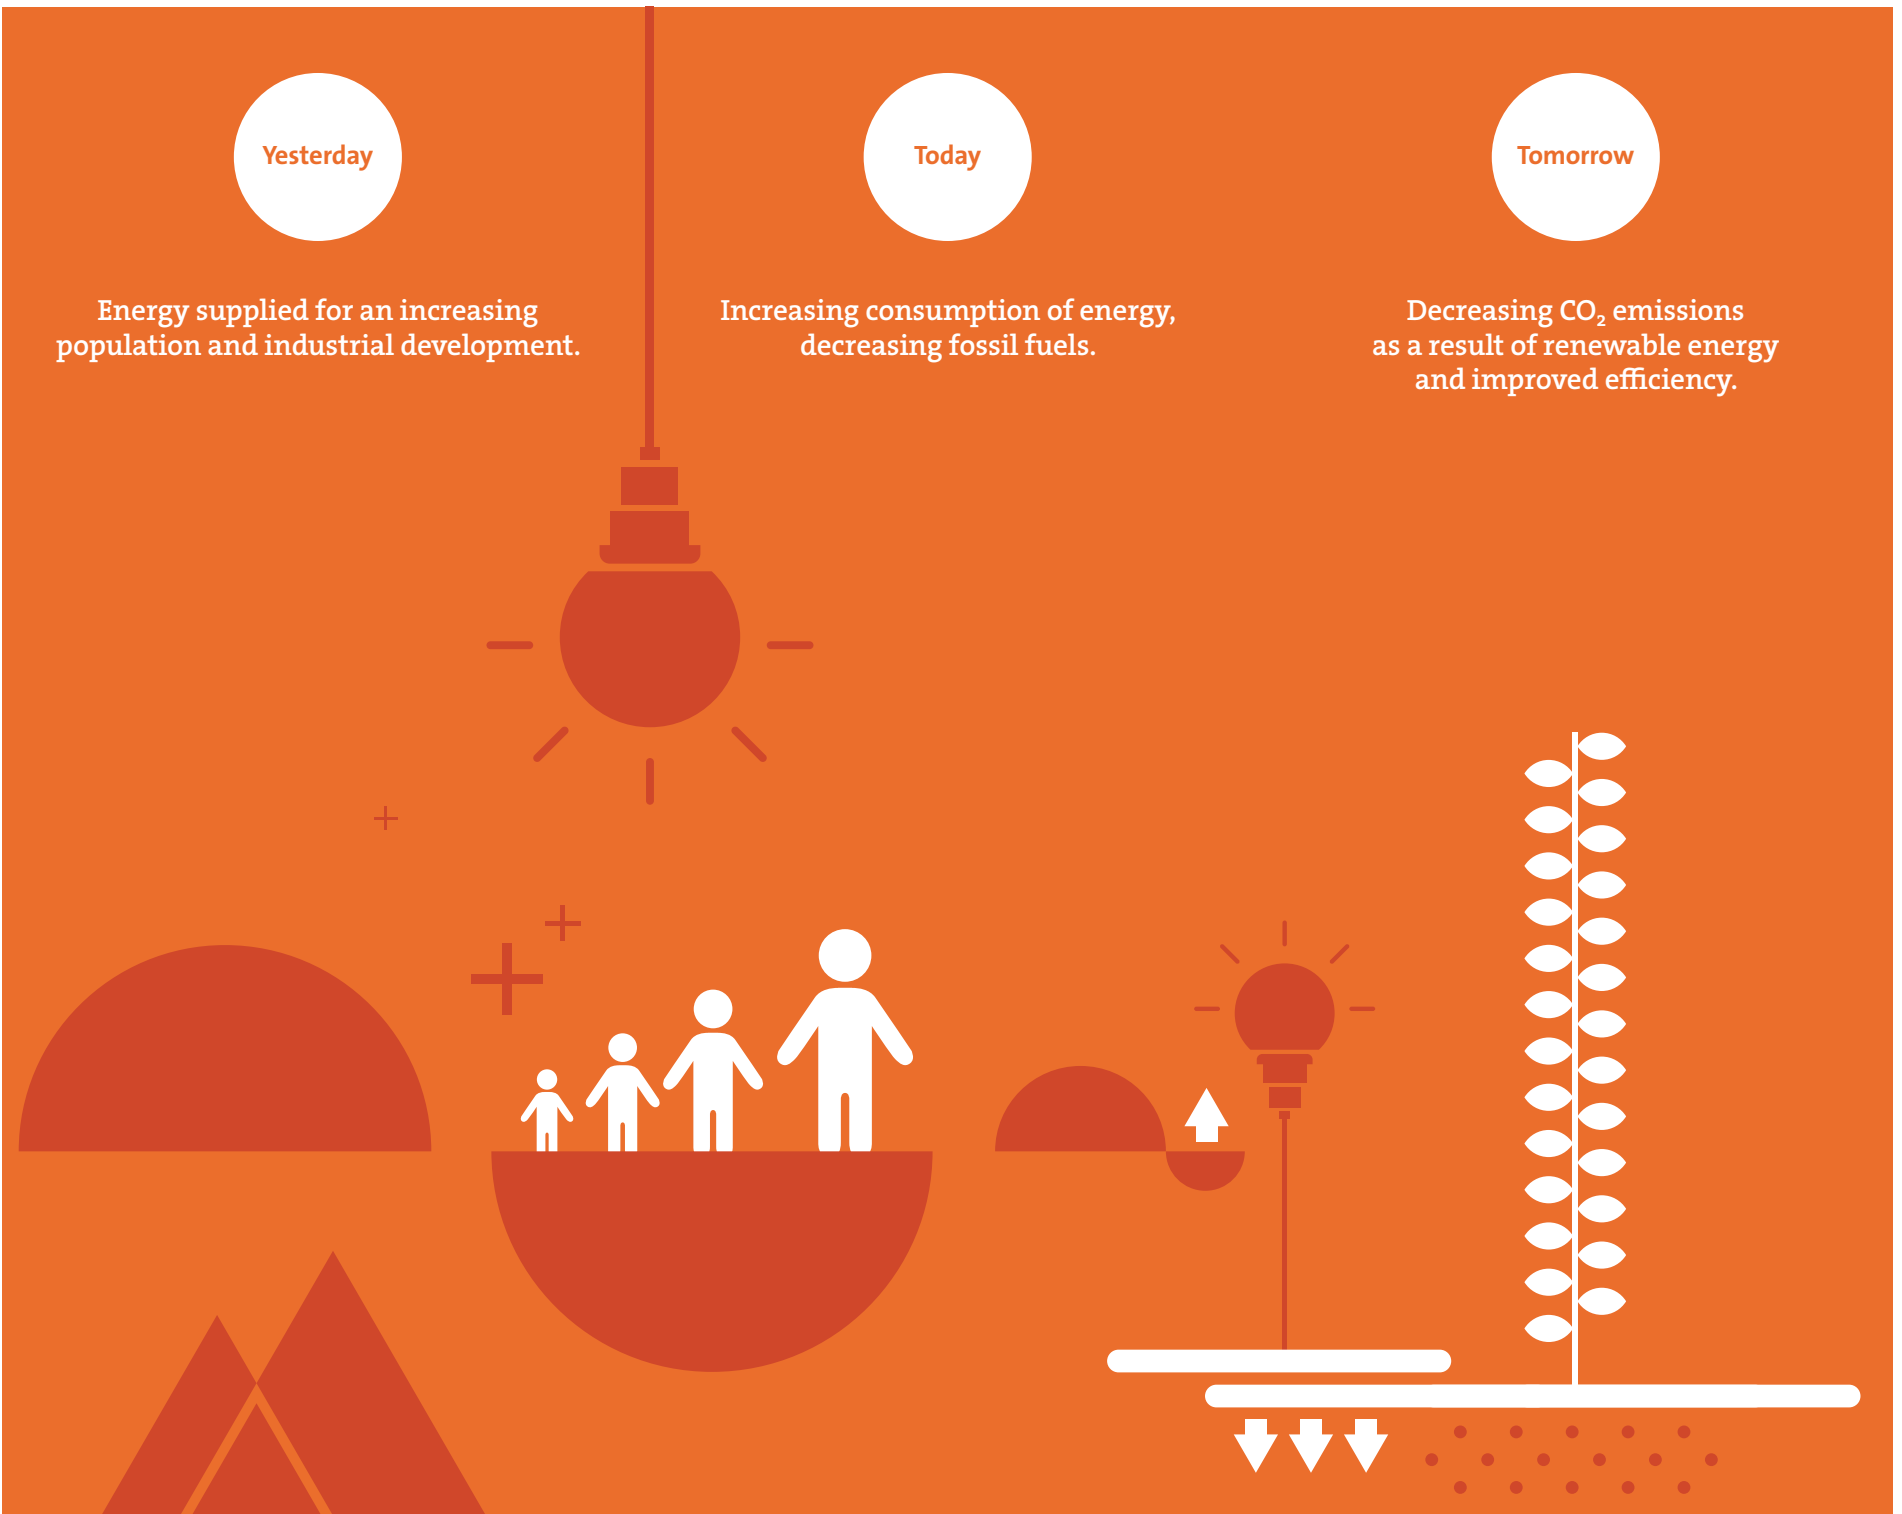 Yesterday
Energy supplied for an increasing
population and industrial development.
Today
Increasing consumption of energy,
decreasing fossil fuels.
Tomorrow
Decreasing CO₂ emissions
as a result of renewable energy
and improved efficiency.